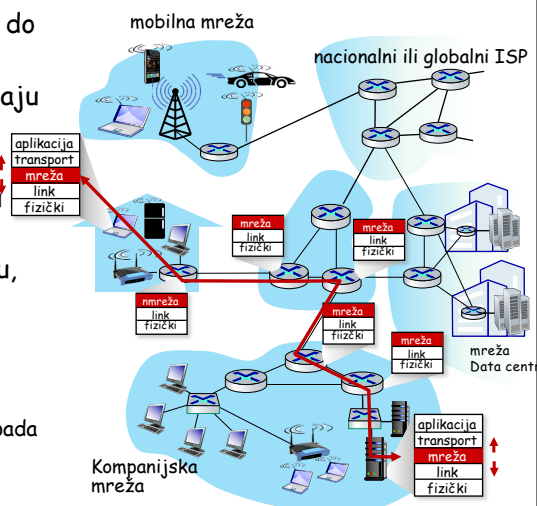 do
mobilna mreža
nacionalni ili globalni ISP
aju
aplikacija
transport
mreža
link
fizički
mreža
link
fizički
mreža
link
fizički
u,
nmreža
link
fizički
mreža
link
fiizčki
mreža
link
fizički
mreža
Data centr
aplikacija
transport
mreža
link
fizički
pada
Kompanijska
mreža